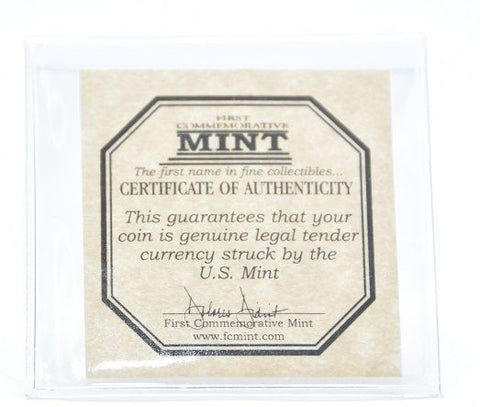 FIRST
COMMEMORATIVE
MINT
The first name in fine collectibles...
CERTIFICATE OF AUTHENTICITY
This guarantees that your
coin is genuine legal tender
currency struck by the
U.S. Mint
First Commemorative Mint
www.fcmint.com